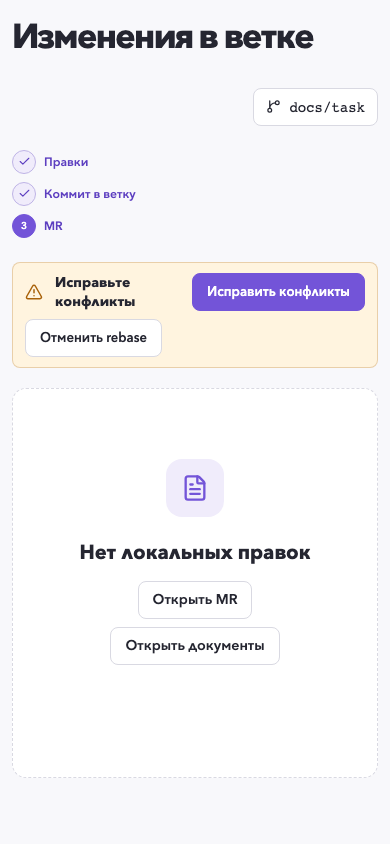 Изменения в ветке
docs/task
Правки
Коммит в ветку
3
MR
Исправьте
конфликты
Исправить конфликты
Отменить rebase
Нет локальных правок
Открыть MR
Открыть документы